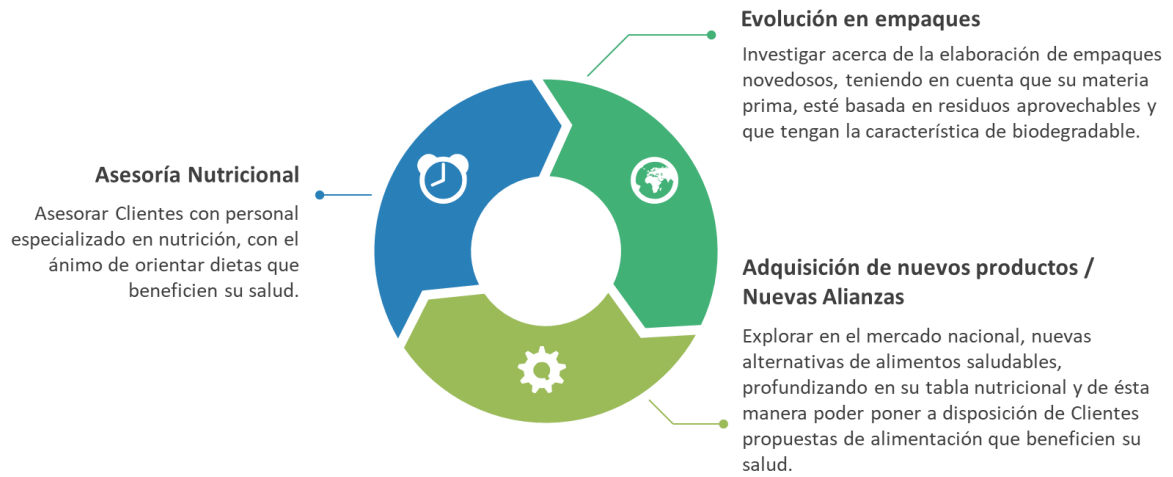 Evolución en empaques
Investigar acerca de la elaboración de empaques
novedosos, teniendo en cuenta que su materia
prima, esté basada en residuos aprovechables y
que tengan la característica de biodegradable.
Asesoría Nutricional
Asesorar Clientes con personal
especializado en nutrición, con el
ánimo de orientar dietas que
beneficien su salud.
Adquisición de nuevos productos /
Nuevas Alianzas
Explorar en el mercado nacional, nuevas
alternativas de alimentos saludables,
profundizando en su tabla nutricional y de ésta
manera poder poner a disposición de Clientes
propuestas de alimentación que beneficien su
salud.